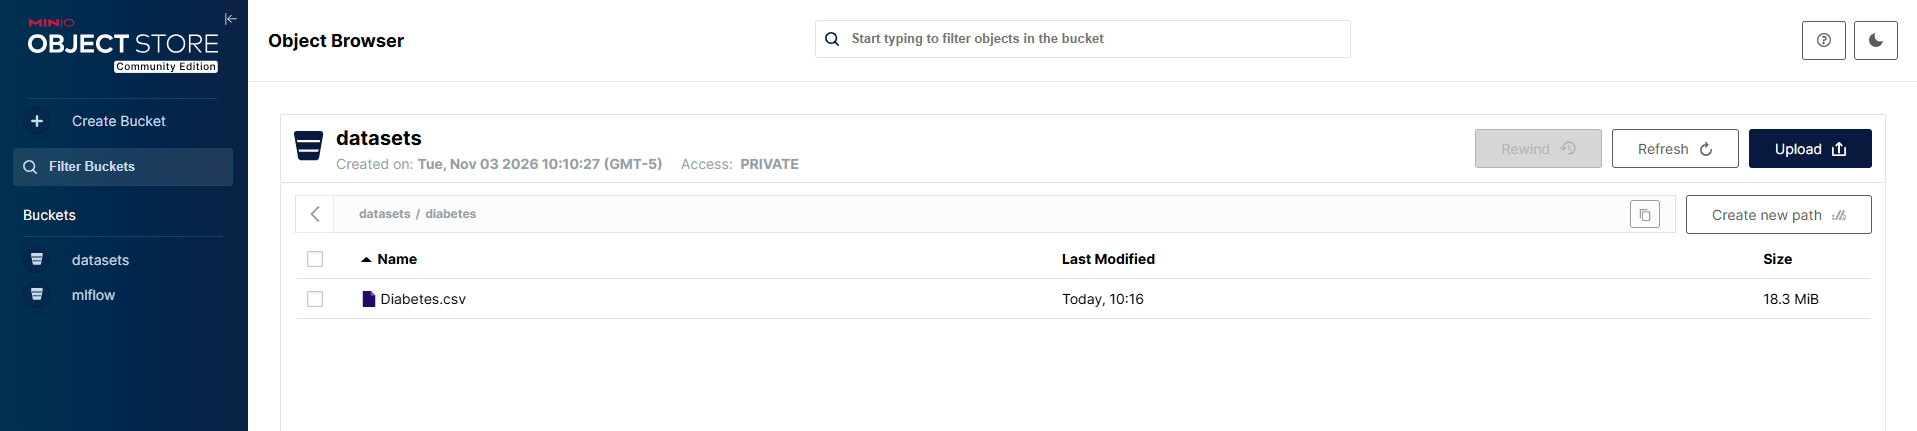 MINIO
OBJECT STORE
Community Edition
Create Bucket
Filter Buckets
Buckets
datasets
mlflow
Object Browser
Start typing to filter objects in the bucket
datasets
Created on: Tue, Nov 03 2026 10:10:27 (GMT-5) Access: PRIVATE
Rewind
Refresh
Upload
datasets / diabetes
Create new path
Name Last Modified Size
Diabetes.csv Today, 10:16 18.3 MiB